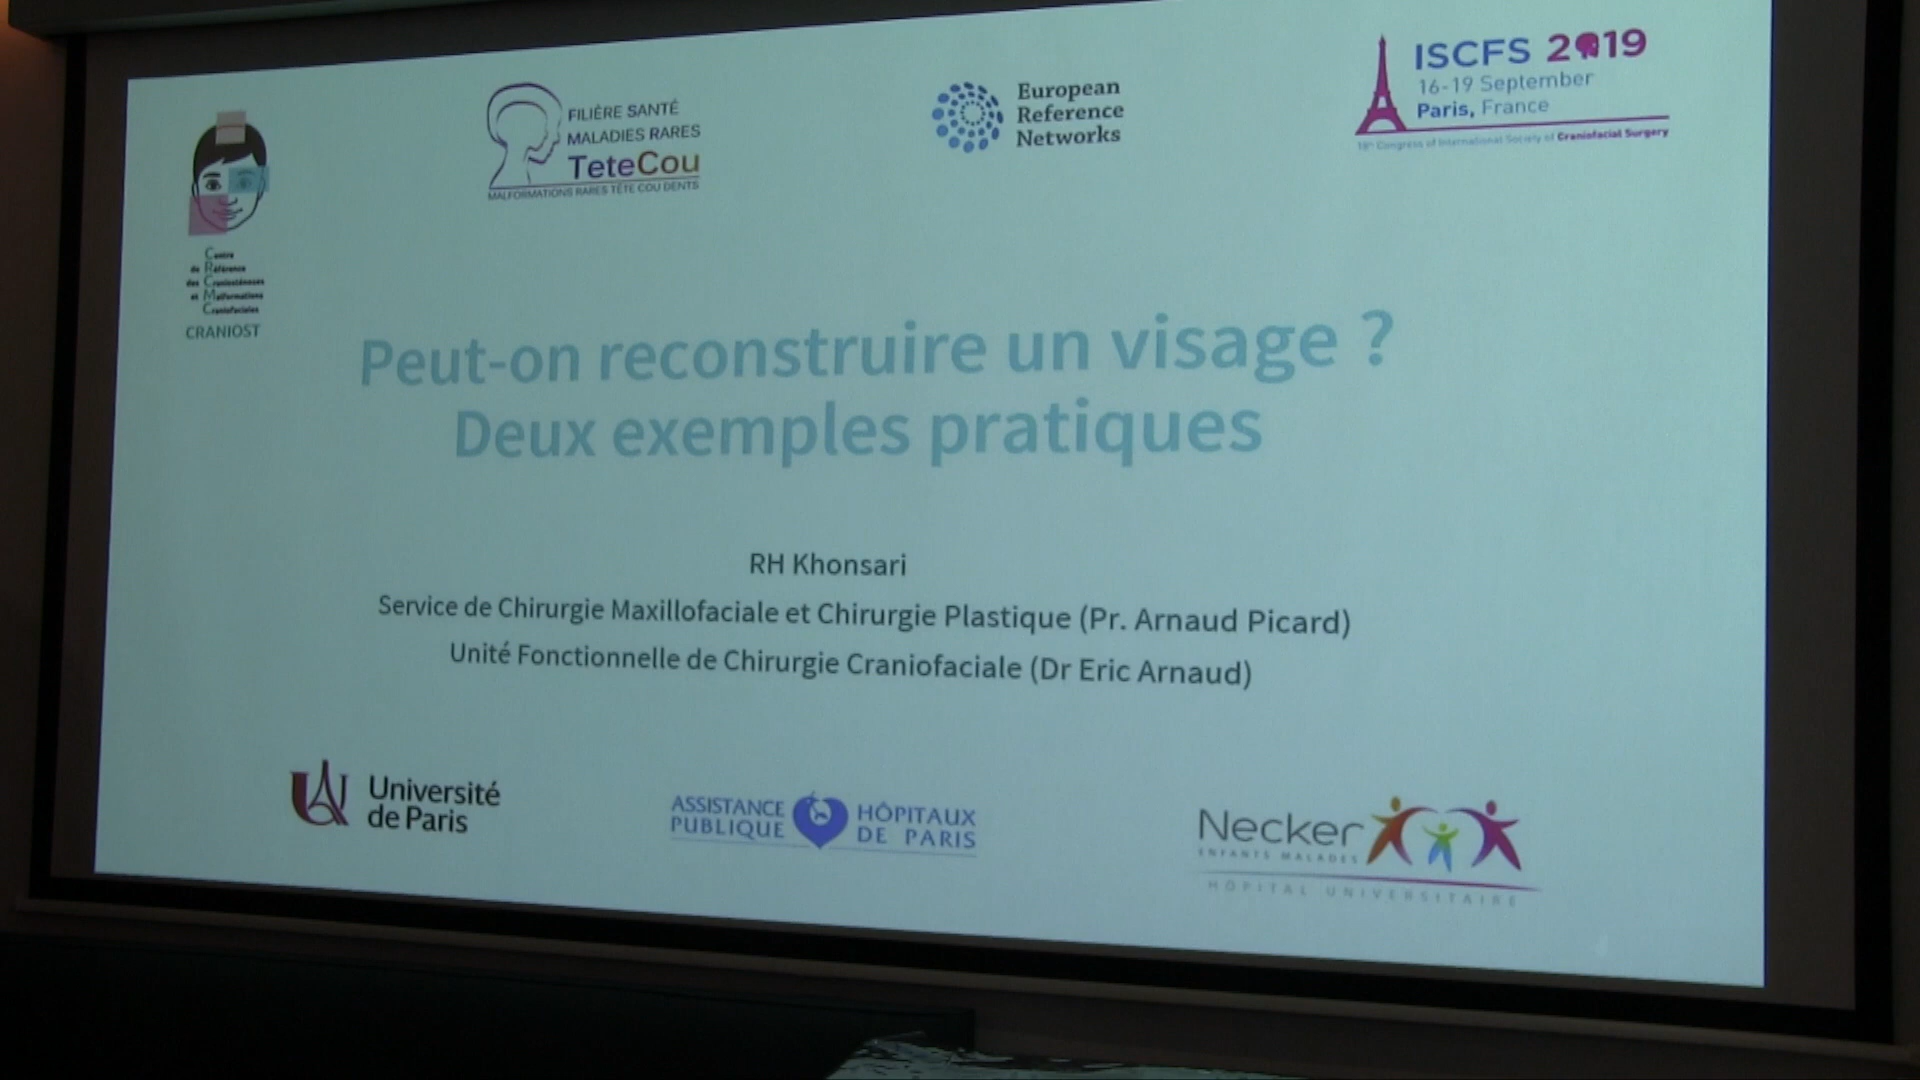 Centre
de Référence
des Craniosténoses
et Malformations
Craniofaciales
CRANIOST
FILIÈRE SANTÉ
MALADIES RARES
TeteCou
MALFORMATIONS RARES TÊTE COU DENTS
European
Reference
Networks
ISCFS 2019
16-19 September
Paris, France
18th Congress of International Society of Craniofacial Surgery
Peut-on reconstruire un visage ?
Deux exemples pratiques
RH Khonsari
Service de Chirurgie Maxillofaciale et Chirurgie Plastique (Pr. Arnaud Picard)
Unité Fonctionnelle de Chirurgie Craniofaciale (Dr Eric Arnaud)
Université
de Paris
ASSISTANCE
PUBLIQUE
HÔPITAUX
DE PARIS
Necker
ENFANTS MALADES
HÔPITAL UNIVERSITAIRE